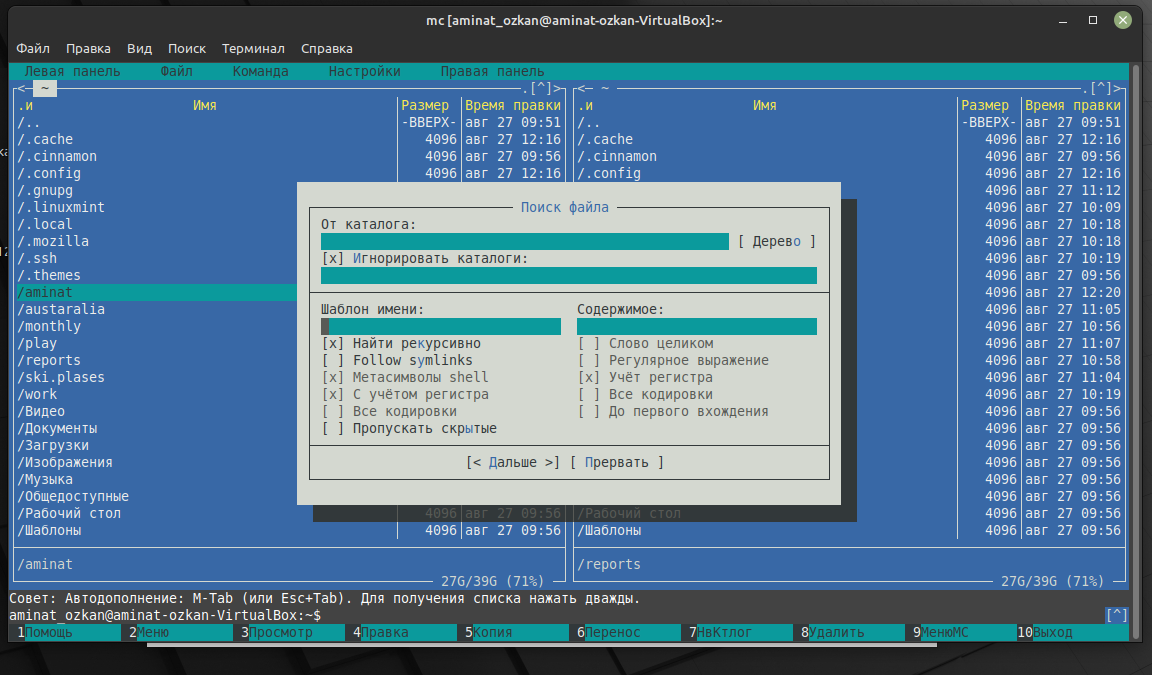 mc [aminat_ozkan@aminat-ozkan-VirtualBox]:~
Файл Правка Вид Поиск Терминал Справка
Левая панель Файл Команда Настройки Правая панель
<─ ~ .[^]> <─ ~ .[^]>
.и Имя Размер Время правки .и Имя Размер Время правки
/.. -ВВЕРХ- авг 27 09:51 /.. -ВВЕРХ- авг 27 09:51
/.cache 4096 авг 27 12:16 /.cache 4096 авг 27 12:16
/.cinnamon 4096 авг 27 09:56 /.cinnamon 4096 авг 27 09:56
/.config 4096 авг 27 12:16 /.config 4096 авг 27 12:16
/.gnupg 4096 авг 27 11:12
/.linuxmint Поиск файла 4096 авг 27 10:09
/.local От каталога: 4096 авг 27 10:18
/.mozilla [ Дерево ] 4096 авг 27 10:18
/.ssh [x] Игнорировать каталоги: 4096 авг 27 10:19
/.themes 4096 авг 27 09:56
/aminat 4096 авг 27 12:20
/austaralia Шаблон имени: Содержимое: 4096 авг 27 11:05
/monthly 4096 авг 27 10:56
/play [x] Найти рекурсивно [ ] Слово целиком 4096 авг 27 11:07
/reports [ ] Follow symlinks [ ] Регулярное выражение 4096 авг 27 10:58
/ski.plases [x] Метасимволы shell [x] Учёт регистра 4096 авг 27 11:04
/work [x] С учётом регистра [ ] Все кодировки 4096 авг 27 10:19
/Видео [ ] Все кодировки [ ] До первого вхождения 4096 авг 27 09:56
/Документы [ ] Пропускать скрытые 4096 авг 27 09:56
/Загрузки 4096 авг 27 09:56
/Изображения [< Дальше >] [ Прервать ] 4096 авг 27 09:56
/Музыка 4096 авг 27 09:56
/Общедоступные 4096 авг 27 09:56
/Рабочий стол 4096 авг 27 09:56 /Рабочий стол 4096 авг 27 09:56
/Шаблоны 4096 авг 27 09:56 /Шаблоны 4096 авг 27 09:56
/aminat /reports
27G/39G (71%) 27G/39G (71%)
Совет: Автодополнение: M-Tab (или Esc+Tab). Для получения списка нажать дважды.
aminat_ozkan@aminat-ozkan-VirtualBox:~$ [^]
1Помощь 2Меню 3Просмотр 4Правка 5Копия 6Перенос 7НвКтлог 8Удалить 9МенюМС 10Выход